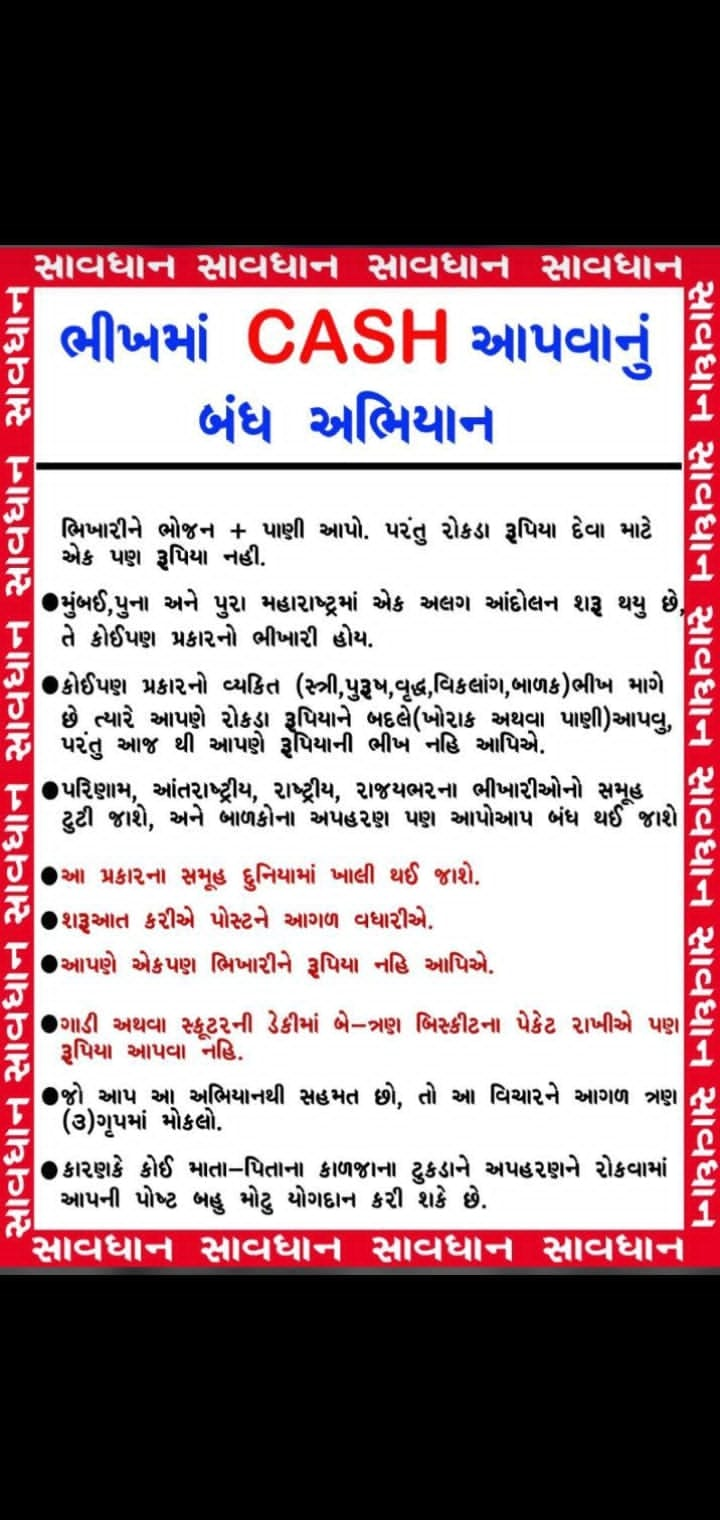 સાવધાન સાવધાન સાવધાન સાવધાન
ભીખમાં CASH આપવાનું
બંધ અભિયાન
ભિખારીને ભોજન + પાણી આપો. પરંતુ રોકડા રૂપિયા દેવા માટે
એક પણ રૂપિયા નહી.
●મુંબઈ,પુના અને પુરા મહારાષ્ટ્રમાં એક અલગ આંદોલન શરૂ થયુ છે,
તે કોઈપણ પ્રકારનો ભીખારી હોય.
●કોઈપણ પ્રકારનો વ્યકિત (સ્ત્રી,પુરૂષ,વૃદ્ધ,વિકલાંગ,બાળક)ભીખ માગે
છે ત્યારે આપણે રોકડા રૂપિયાને બદલે(ખોરાક અથવા પાણી)આપવુ,
પરંતુ આજ થી આપણે રૂપિયાની ભીખ નહિ આપિએ.
●પરિણામ, આંતરાષ્ટ્રીય, રાષ્ટ્રીય, રાજયભરના ભીખારીઓનો સમૂહ
ટુટી જાશે, અને બાળકોના અપહરણ પણ આપોઆપ બંધ થઈ જાશે
●આ પ્રકારના સમૂહ દુનિયામાં ખાલી થઈ જાશે.
●શરૂઆત કરીએ પોસ્ટને આગળ વધારીએ.
●આપણે એકપણ ભિખારીને રૂપિયા નહિ આપિએ.
●ગાડી અથવા સ્કૂટરની ડેકીમાં બે–ત્રણ બિસ્કીટના પેકેટ રાખીએ પણ
રૂપિયા આપવા નહિ.
●જો આપ આ અભિયાનથી સહમત છો, તો આ વિચારને આગળ ત્રણ
(૩)ગૃપમાં મોકલો.
●કારણકે કોઈ માતા–પિતાના કાળજાના ટુકડાને અપહરણને રોકવામાં
આપની પોષ્ટ બહુ મોટુ યોગદાન કરી શકે છે.
સાવધાન સાવધાન સાવધાન સાવધાન
સાવધાન સાવધાન સાવધાન સાવધાન સાવધાન સાવધાન
સાવધાન સાવધાન સાવધાન સાવધાન સાવધાન સાવધાન